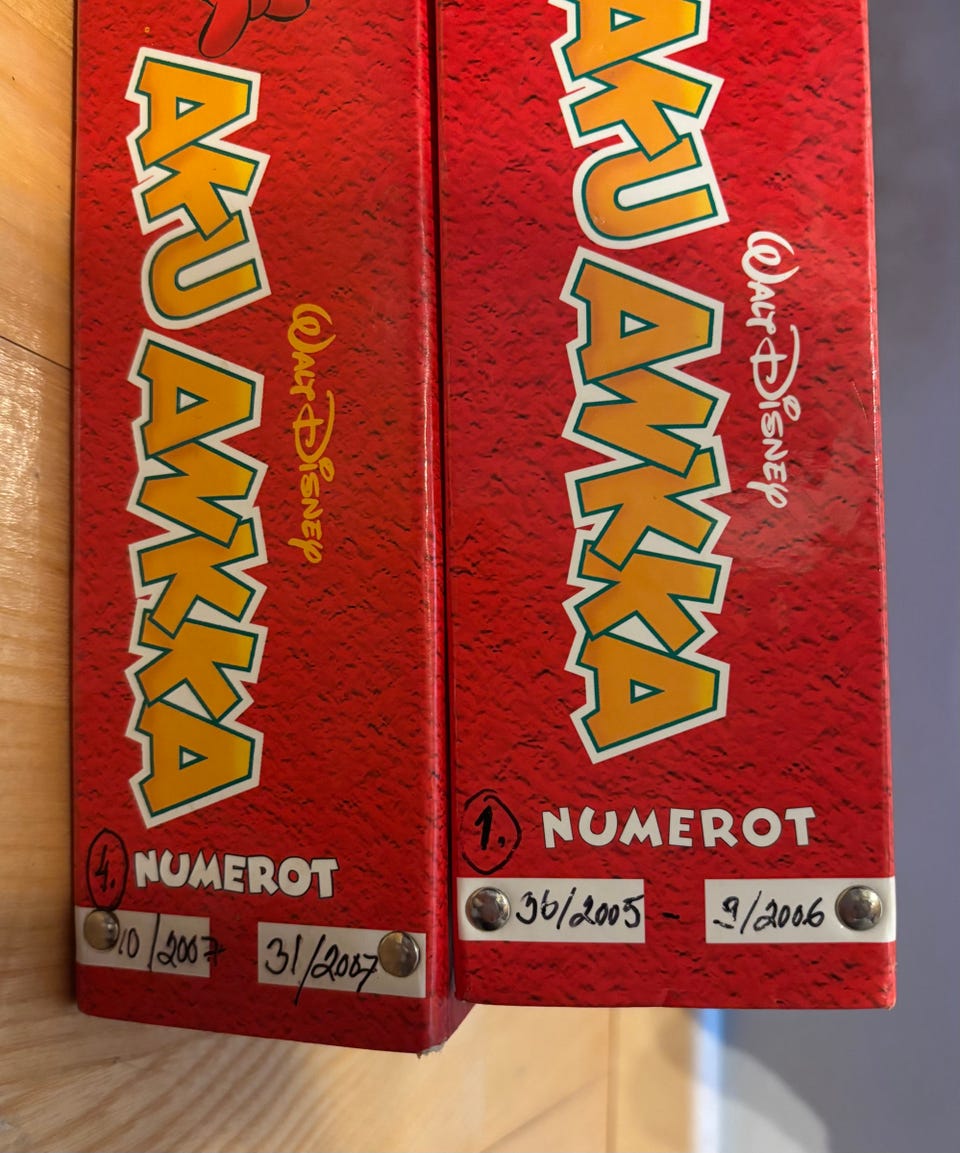 AKU ANKKA
WALT DISNEY
4. NUMEROT
10/2007 31/2007
AKU ANKKA
WALT DISNEY
1. NUMEROT
36/2005 - 9/2006